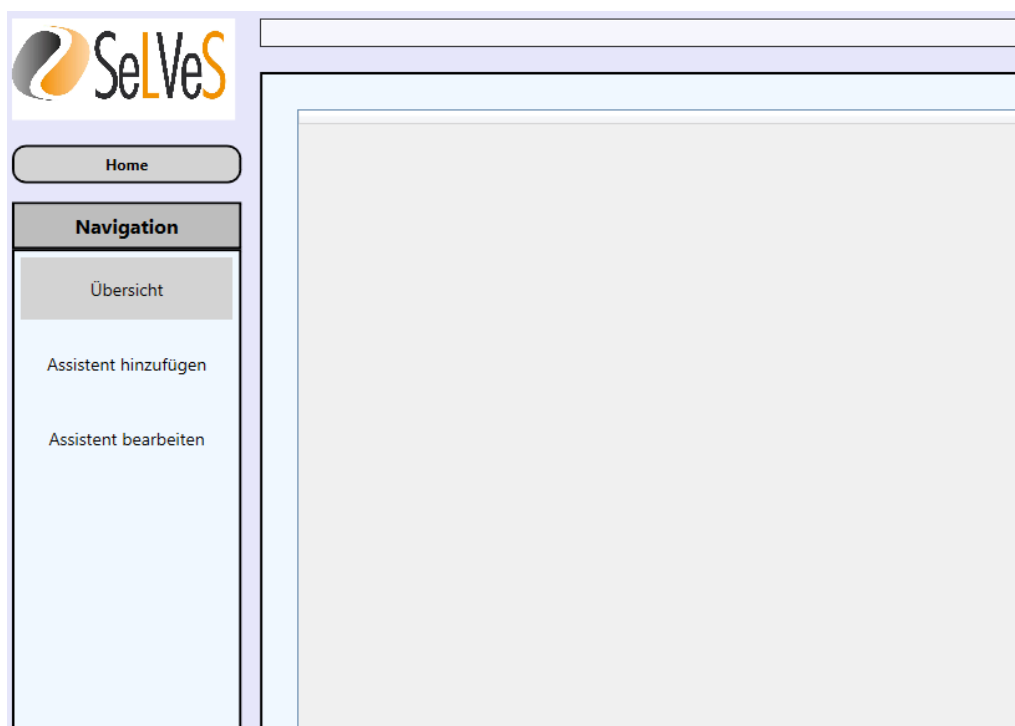 SeLVeS
Home
Navigation
Übersicht
Assistent hinzufügen
Assistent bearbeiten